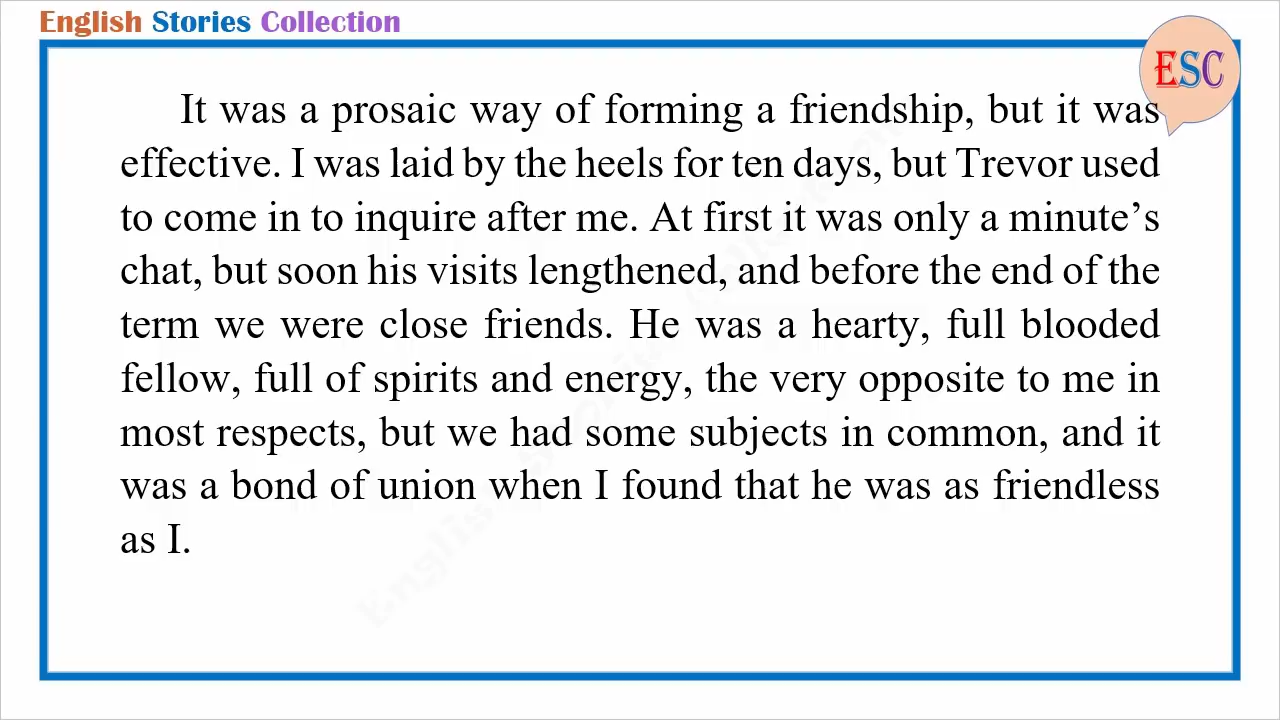 English Stories Collection
ESC
It was a prosaic way of forming a friendship, but it was
effective. I was laid by the heels for ten days, but Trevor used
to come in to inquire after me. At first it was only a minute’s
chat, but soon his visits lengthened, and before the end of the
term we were close friends. He was a hearty, full blooded
fellow, full of spirits and energy, the very opposite to me in
most respects, but we had some subjects in common, and it
was a bond of union when I found that he was as friendless
as I.